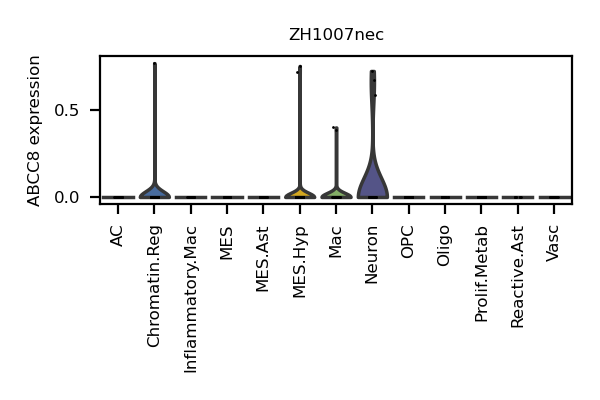 ZH1007nec
ABCC8 expression
0.5
0.0
AC
Chromatin.Reg
Inflammatory.Mac
MES
MES.Ast
MES.Hyp
Mac
Neuron
OPC
Oligo
Prolif.Metab
Reactive.Ast
Vasc